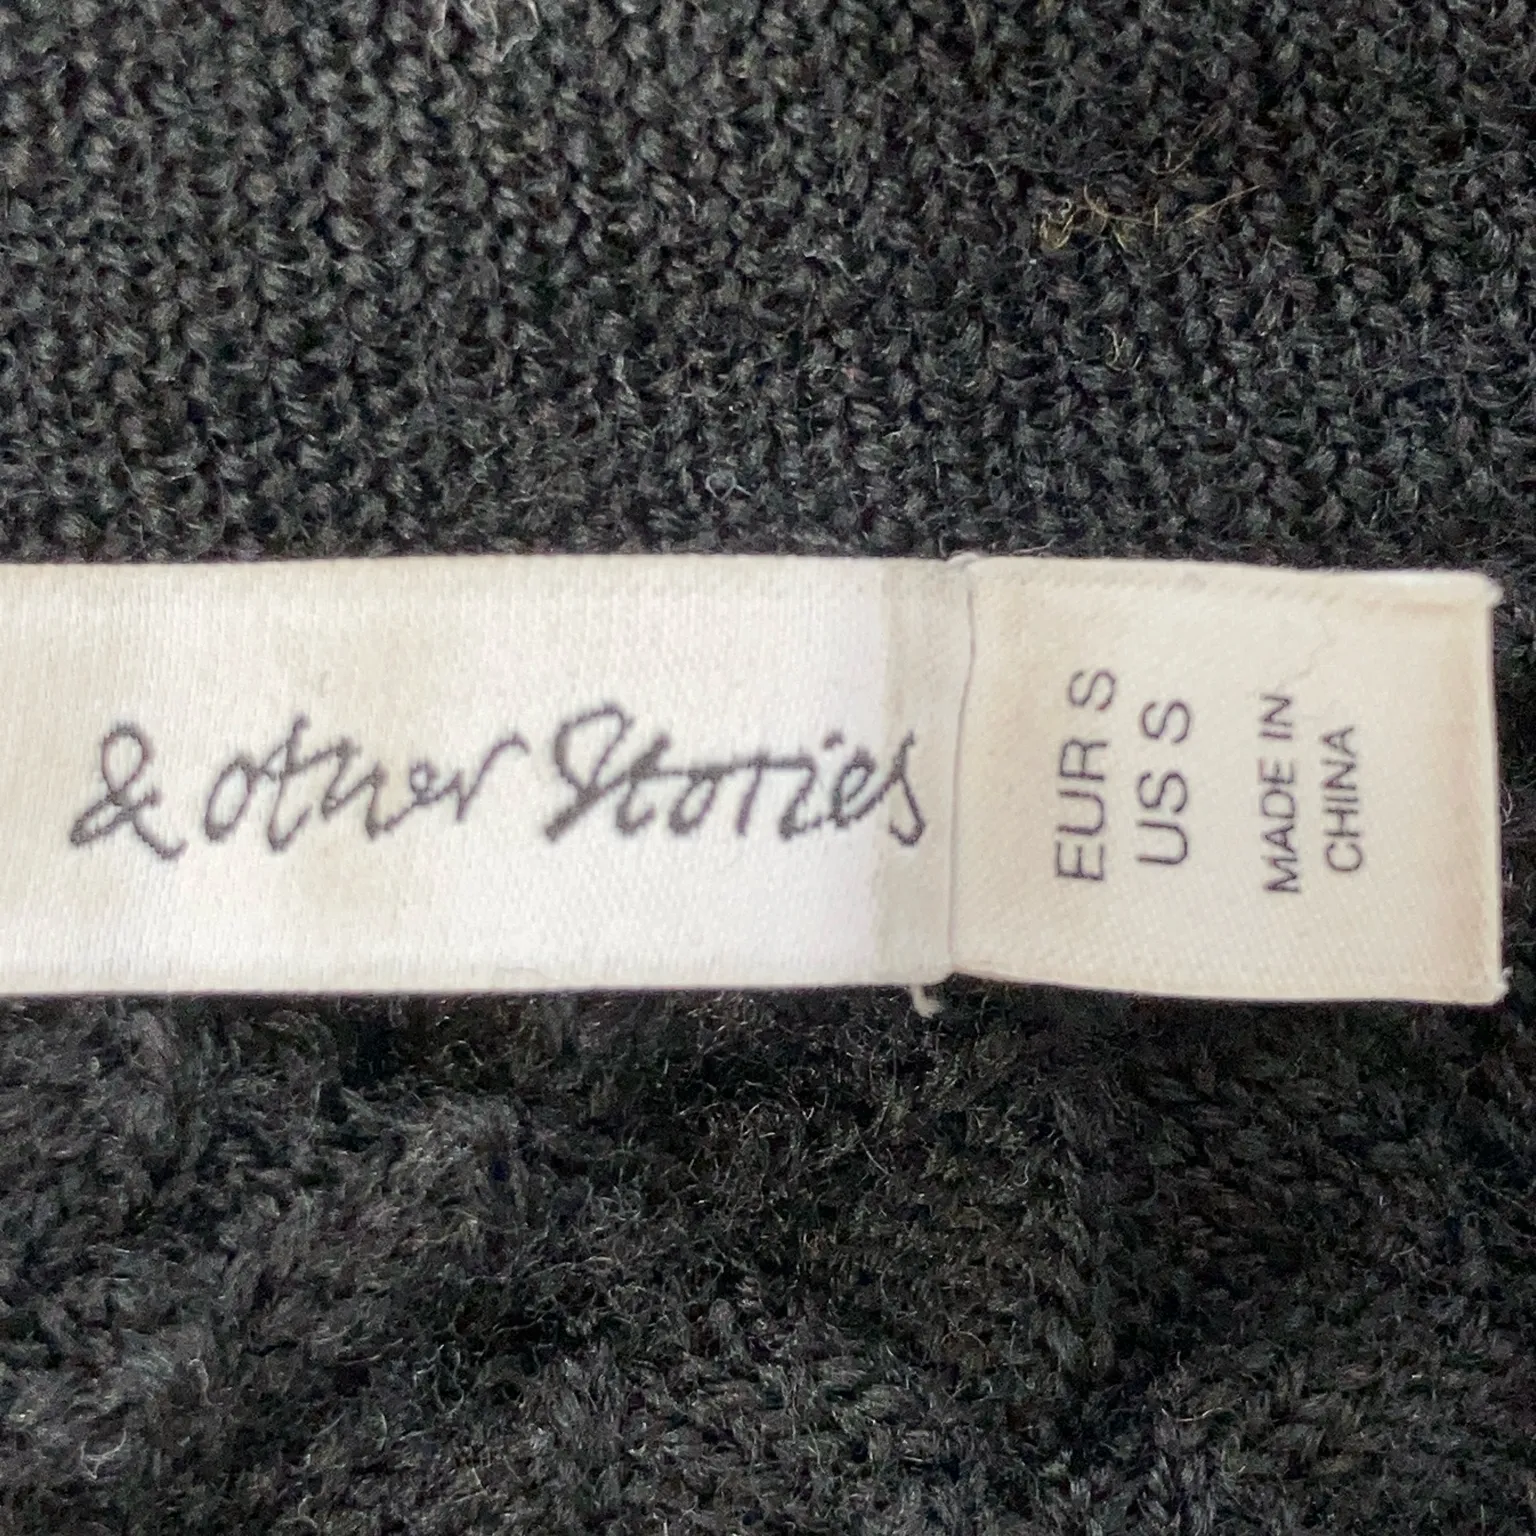 & other Stories
EUR S
US S
MADE IN
CHINA